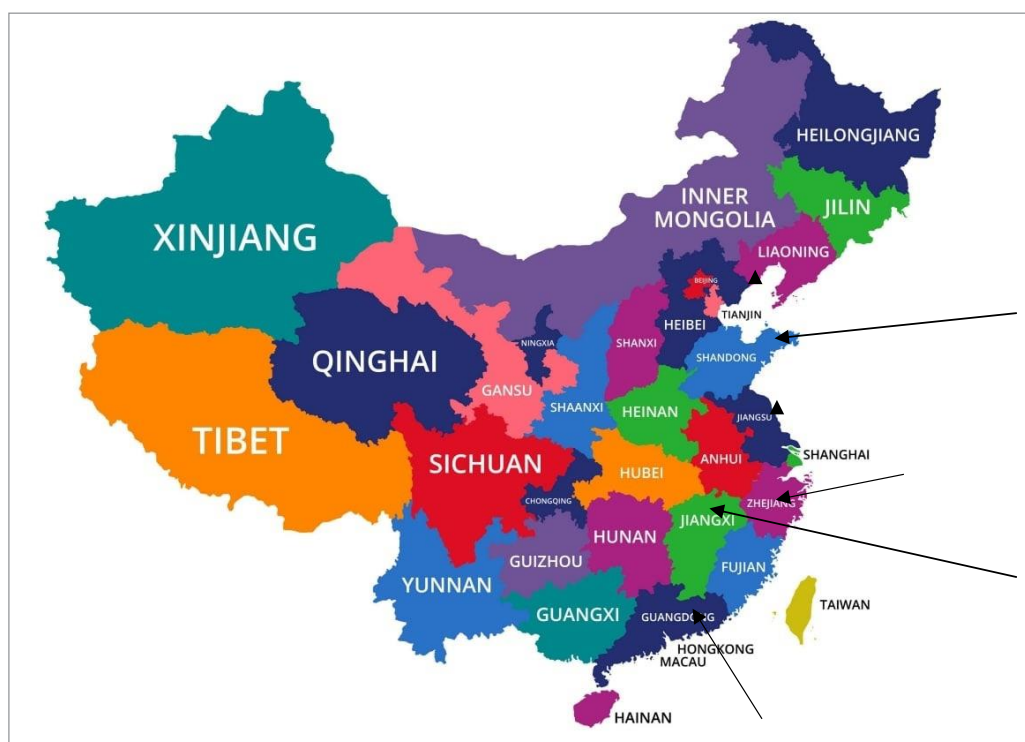 HEILONGJIANG
INNER
MONGOLIA
JILIN
XINJIANG
LIAONING
BEIJING
TIANJIN
HEIBEI
NINGXIA
SHANXI
SHANDONG
QINGHAI
GANSU
SHAANXI
HEINAN
JIANGSU
TIBET
SICHUAN
HUBEI
ANHUI
SHANGHAI
CHONGQING
ZHEJIANG
JIANGXI
HUNAN
GUIZHOU
FUJIAN
YUNNAN
TAIWAN
GUANGXI
GUANGDONG
HONGKONG
MACAU
HAINAN